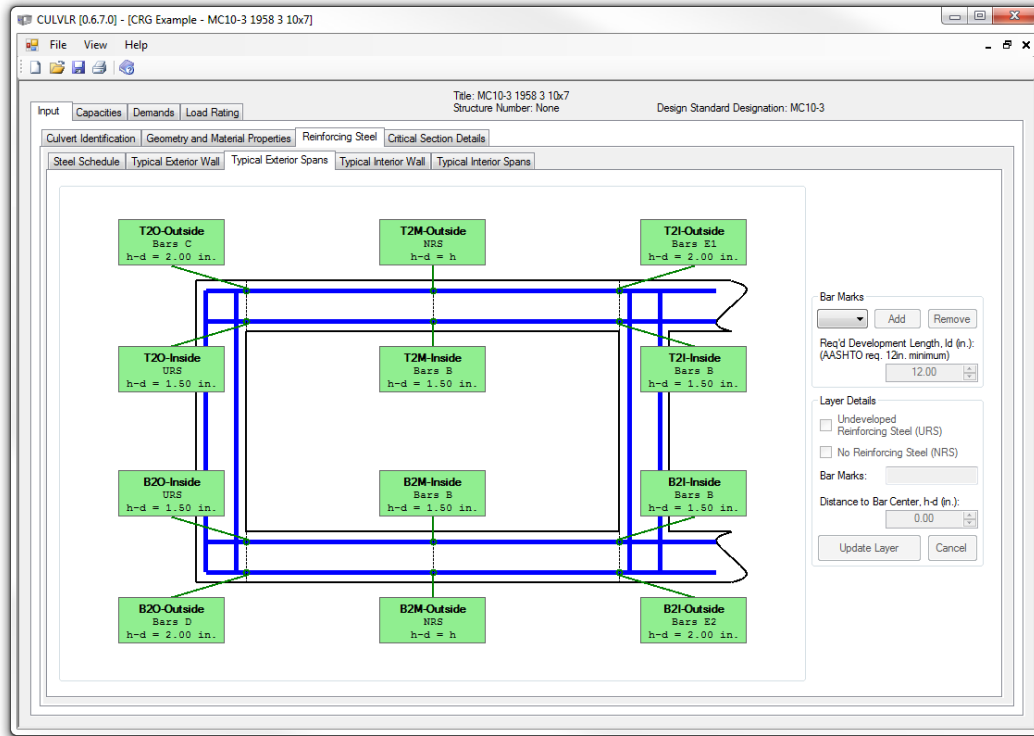 CULVLR [0.6.7.0] - [CRG Example - MC10-3 1958 3 10x7]
File View Help
Title: MC10-3 1958 3 10x7
Structure Number: None
Design Standard Designation: MC10-3
Input Capacities Demands Load Rating
Culvert Identification Geometry and Material Properties Reinforcing Steel Critical Section Details
Steel Schedule Typical Exterior Wall Typical Exterior Spans Typical Interior Wall Typical Interior Spans
T2O-Outside
Bars C
h-d = 2.00 in.
T2M-Outside
NRS
h-d = h
T2I-Outside
Bars E1
h-d = 2.00 in.
T2O-Inside
URS
h-d = 1.50 in.
T2M-Inside
Bars B
h-d = 1.50 in.
T2I-Inside
Bars B
h-d = 1.50 in.
B2O-Inside
URS
h-d = 1.50 in.
B2M-Inside
Bars B
h-d = 1.50 in.
B2I-Inside
Bars B
h-d = 1.50 in.
B2O-Outside
Bars D
h-d = 2.00 in.
B2M-Outside
NRS
h-d = h
B2I-Outside
Bars E2
h-d = 2.00 in.
Bar Marks
Add Remove
Req'd Development Length, ld (in.):
(AASHTO req. 12in. minimum)
12.00
Layer Details
Undeveloped
Reinforcing Steel (URS)
No Reinforcing Steel (NRS)
Bar Marks:
Distance to Bar Center, h-d (in.):
0.00
Update Layer Cancel